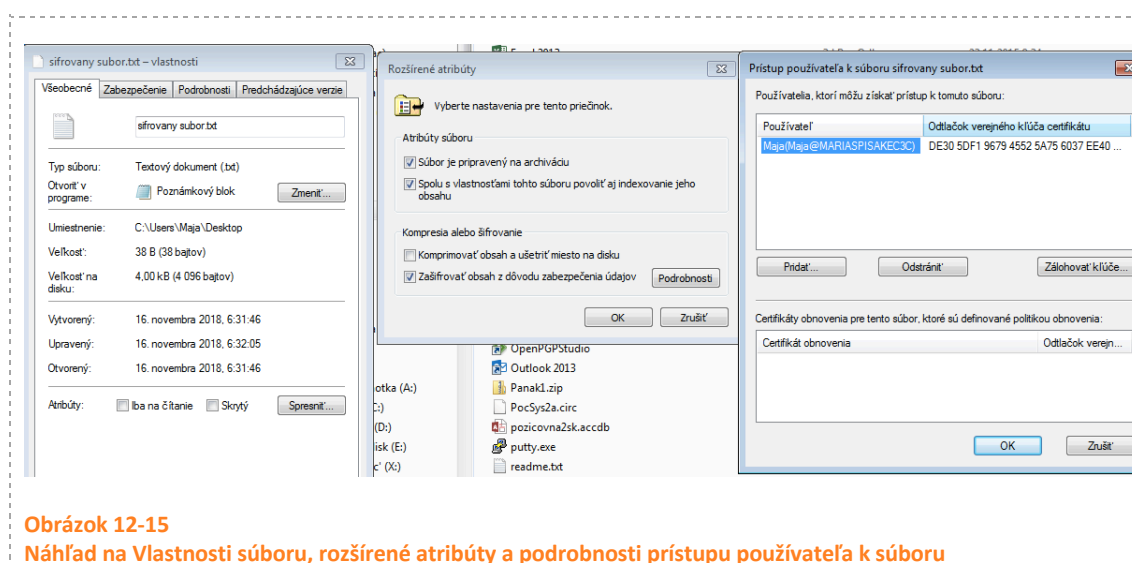 sifrovany subor.txt – vlastnosti
Všeobecné Zabezpečenie Podrobnosti Predchádzajúce verzie
sifrovany subor.txt
Typ súboru: Textový dokument (.txt)
Otvoriť v programe: Poznámkový blok Zmeniť...
Umiestnenie: C:\Users\Maja\Desktop
Veľkosť: 38 B (38 bajtov)
Veľkosť na disku: 4,00 kB (4 096 bajtov)
Vytvorený: 16. novembra 2018, 6:31:46
Upravený: 16. novembra 2018, 6:32:05
Otvorený: 16. novembra 2018, 6:31:46
Atribúty: Iba na čítanie Skrytý Spresniť...
Rozšírené atribúty
Vyberte nastavenia pre tento priečinok.
Atribúty súboru
Súbor je pripravený na archiváciu
Spolu s vlastnosťami tohto súboru povoliť aj indexovanie jeho
obsahu
Kompresia alebo šifrovanie
Komprimovať obsah a ušetriť miesto na disku
Zašifrovať obsah z dôvodu zabezpečenia údajov Podrobnosti
OK Zrušiť
otka (A:)
C:)
(D:)
isk (E:)
c' (X:)
OpenPGPStudio
Outlook 2013
Panak1.zip
PocSys2a.circ
pozicovna2sk.accdb
putty.exe
readme.txt
Prístup používateľa k súboru sifrovany subor.txt
Používatelia, ktorí môžu získať prístup k tomuto súboru:
Používateľ Odtlačok verejného kľúča certifikátu
Maja(Maja@MARIASPISAKEC3C) DE30 5DF1 9679 4552 5A75 6037 EE40 ...
Pridať... Odstrániť Zálohovať kľúče...
Certifikáty obnovenia pre tento súbor, ktoré sú definované politikou obnovenia:
Certifikát obnovenia Odtlačok verejn...
OK Zrušiť
Obrázok 12-15
Náhľad na Vlastnosti súboru, rozšírené atribúty a podrobnosti prístupu používateľa k súboru